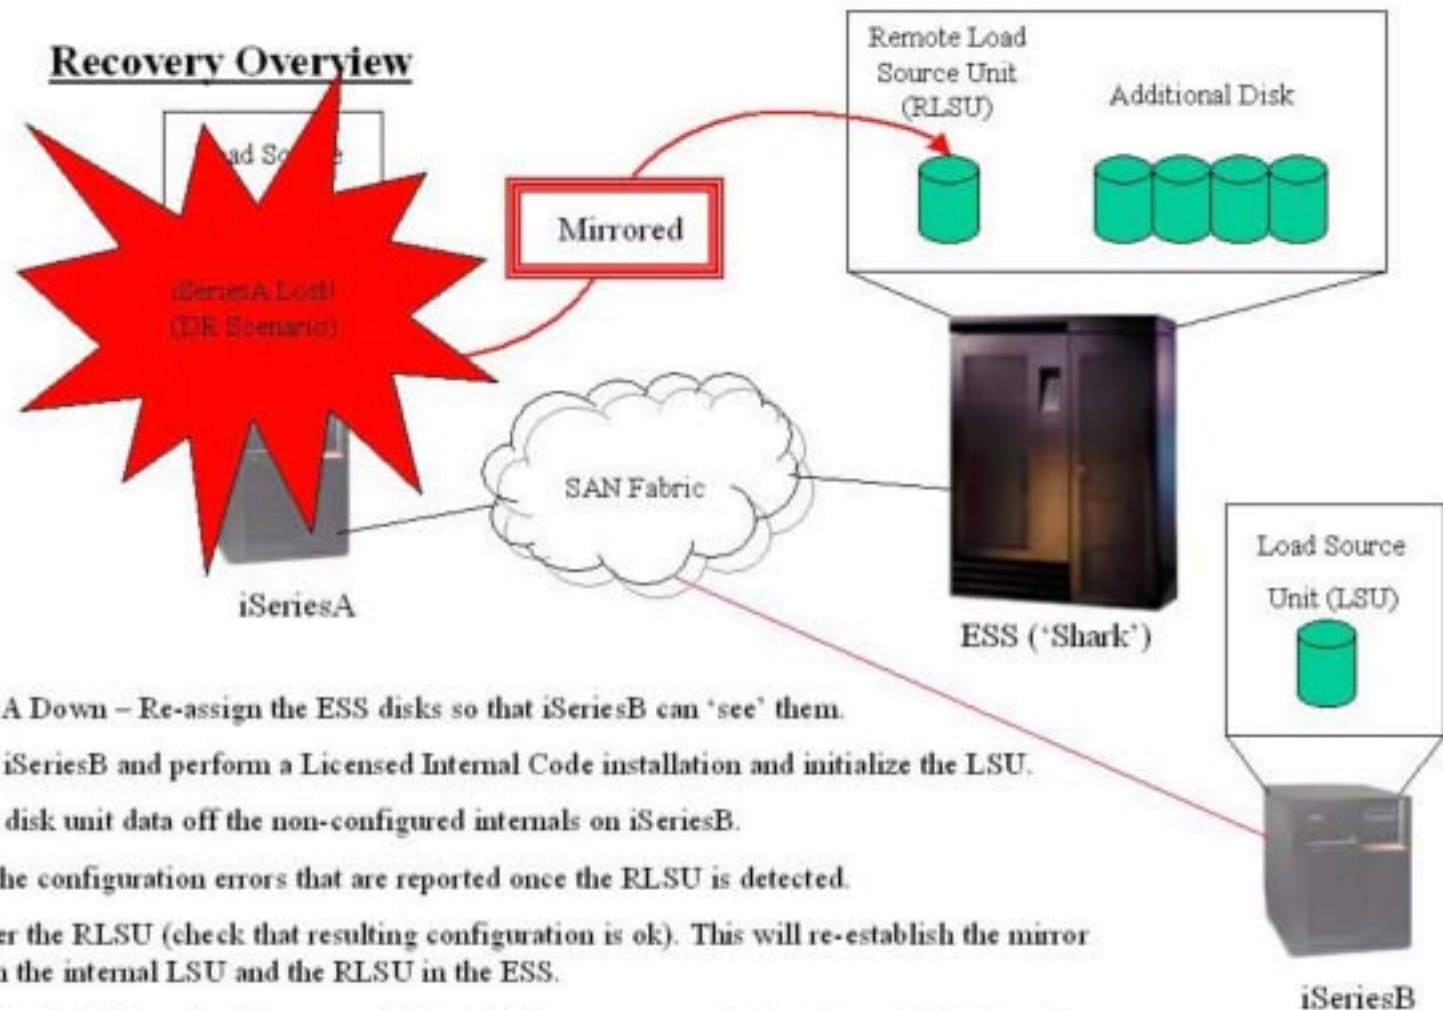 Recovery Overview
Remote Load
Source Unit
(RLSU)
Additional Disk
Mirrored
iSeriesA Lost!
(DR Scenario)
SAN Fabric
iSeriesA
ESS (‘Shark’)
Load Source
Unit (LSU)
iSeriesB
A Down – Re-assign the ESS disks so that iSeriesB can ‘see’ them.
iSeriesB and perform a Licensed Internal Code installation and initialize the LSU.
disk unit data off the non-configured internals on iSeriesB.
he configuration errors that are reported once the RLSU is detected.
er the RLSU (check that resulting configuration is ok). This will re-establish the mirror
the internal LSU and the RLSU in the ESS.